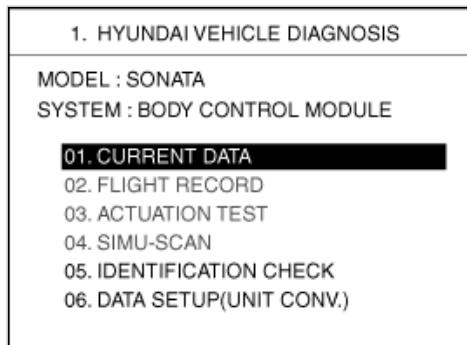 1. HYUNDAI VEHICLE DIAGNOSIS
MODEL : SONATA
SYSTEM : BODY CONTROL MODULE
01. CURRENT DATA
02. FLIGHT RECORD
03. ACTUATION TEST
04. SIMU-SCAN
05. IDENTIFICATION CHECK
06. DATA SETUP(UNIT CONV.)